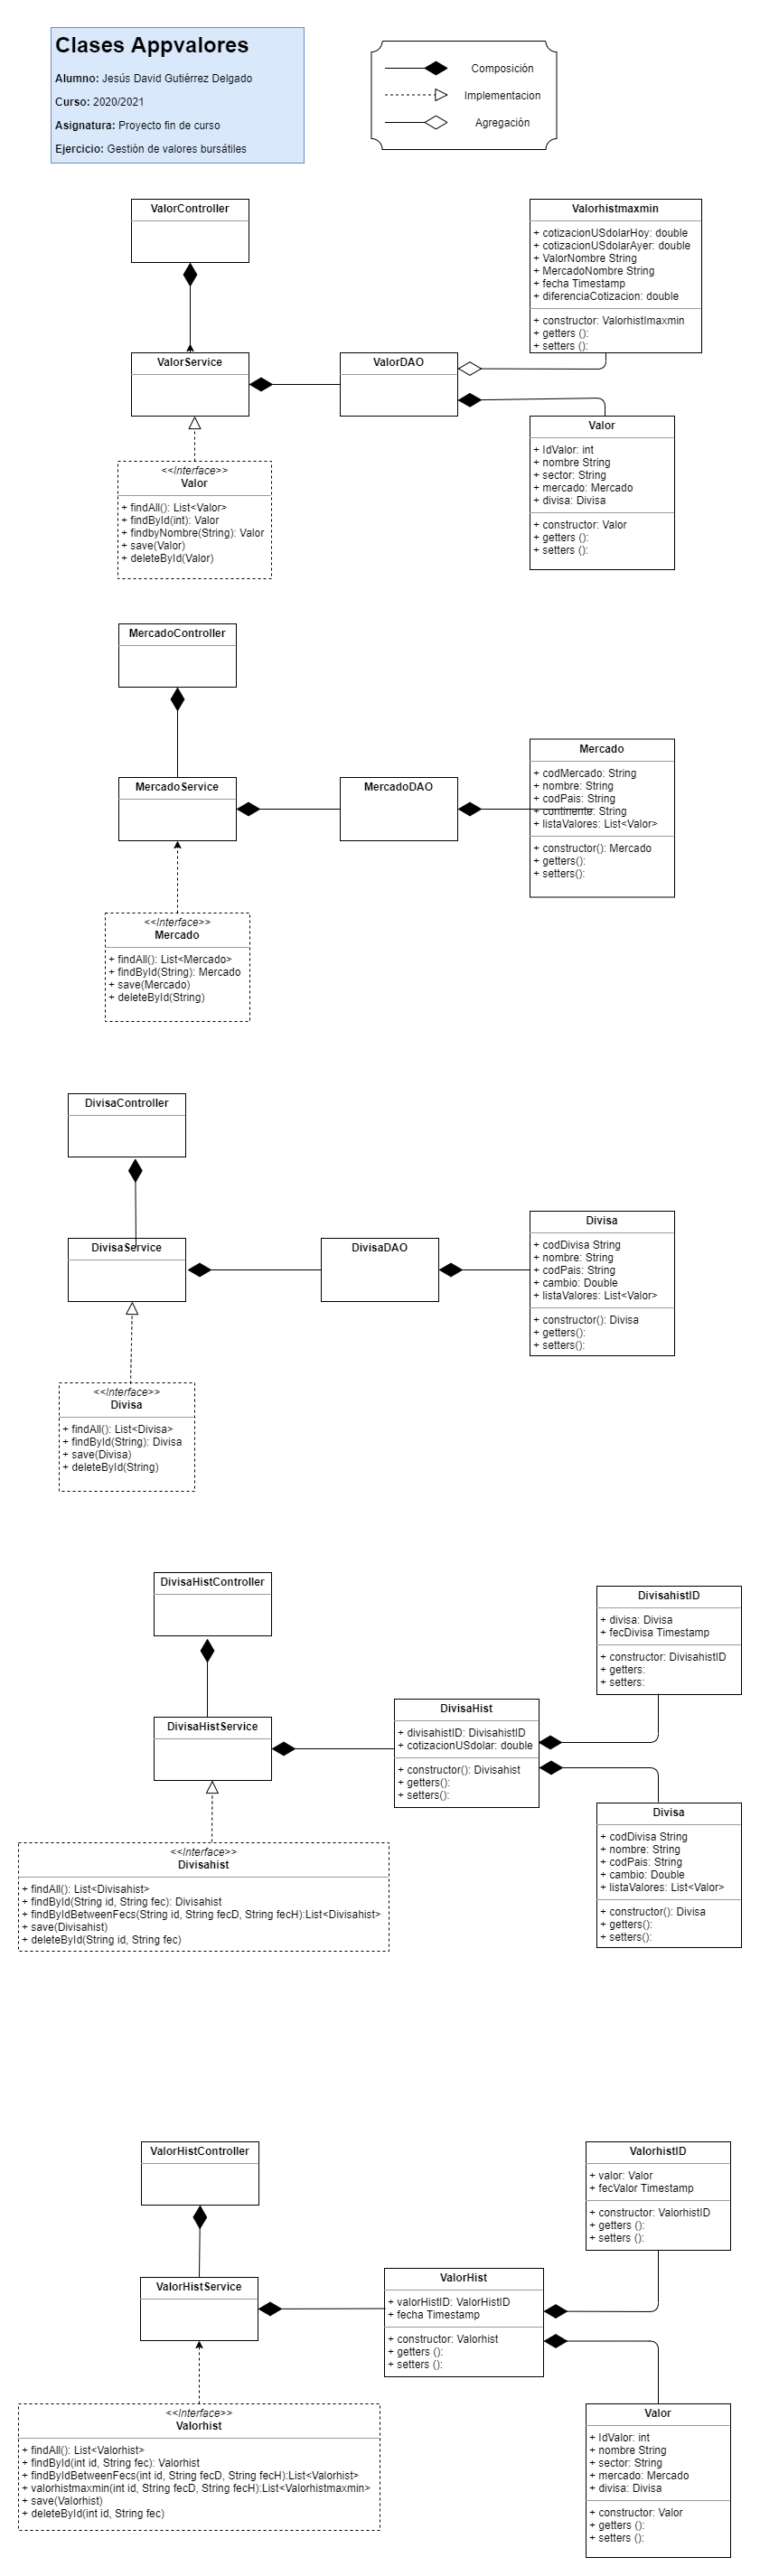 Clases Appvalores
Alumno: Jesús David Gutiérrez Delgado
Curso: 2020/2021
Asignatura: Proyecto fin de curso
Ejercicio: Gestión de valores bursátiles
Composición
Implementacion
Agregación
ValorController
Valorhistmaxmin
+ cotizacionUSdolarHoy: double
+ cotizacionUSdolarAyer: double
+ ValorNombre String
+ MercadoNombre String
+ fecha Timestamp
+ diferenciaCotizacion: double
+ constructor: ValorhistImaxmin
+ getters ():
+ setters ():
ValorService
ValorDAO
Valor
+ IdValor: int
+ nombre String
+ sector: String
+ mercado: Mercado
+ divisa: Divisa
+ constructor: Valor
+ getters ():
+ setters ():
<<Interface>>
Valor
+ findAll(): List<Valor>
+ findById(int): Valor
+ findbyNombre(String): Valor
+ save(Valor)
+ deleteById(Valor)
MercadoController
MercadoService
MercadoDAO
Mercado
+ codMercado: String
+ nombre: String
+ codPais: String
+ continente: String
+ listaValores: List<Valor>
+ constructor(): Mercado
+ getters():
+ setters():
<<Interface>>
Mercado
+ findAll(): List<Mercado>
+ findById(String): Mercado
+ save(Mercado)
+ deleteById(String)
DivisaController
DivisaService
DivisaDAO
Divisa
+ codDivisa String
+ nombre: String
+ codPais: String
+ cambio: Double
+ listaValores: List<Valor>
+ constructor(): Divisa
+ getters():
+ setters():
<<Interface>>
Divisa
+ findAll(): List<Divisa>
+ findById(String): Divisa
+ save(Divisa)
+ deleteById(String)
DivisaHistController
DivisahistID
+ divisa: Divisa
+ fecDivisa Timestamp
+ constructor: DivisahistID
+ getters:
+ setters:
DivisaHistService
DivisaHist
+ divisahistID: DivisahistID
+ cotizacionUSdolar: double
+ constructor(): Divisahist
+ getters():
+ setters():
Divisa
+ codDivisa String
+ nombre: String
+ codPais: String
+ cambio: Double
+ listaValores: List<Valor>
+ constructor(): Divisa
+ getters():
+ setters():
<<Interface>>
Divisahist
+ findAll(): List<Divisahist>
+ findById(String id, String fec): Divisahist
+ findByIdBetweenFecs(String id, String fecD, String fecH):List<Divisahist>
+ save(Divisahist)
+ deleteById(String id, String fec)
ValorHistController
ValorhistID
+ valor: Valor
+ fecValor Timestamp
+ constructor: ValorhistID
+ getters ():
+ setters ():
ValorHistService
ValorHist
+ valorHistID: ValorHistID
+ fecha Timestamp
+ constructor: Valorhist
+ getters ():
+ setters ():
Valor
+ IdValor: int
+ nombre String
+ sector: String
+ mercado: Mercado
+ divisa: Divisa
+ constructor: Valor
+ getters ():
+ setters ():
<<Interface>>
Valorhist
+ findAll(): List<Valorhist>
+ findById(int id, String fec): Valorhist
+ findByIdBetweenFecs(int id, String fecD, String fecH):List<Valorhist>
+ valorhistmaxmin(int id, String fecD, String fecH):List<Valorhistmaxmin>
+ save(Valorhist)
+ deleteById(int id, String fec)